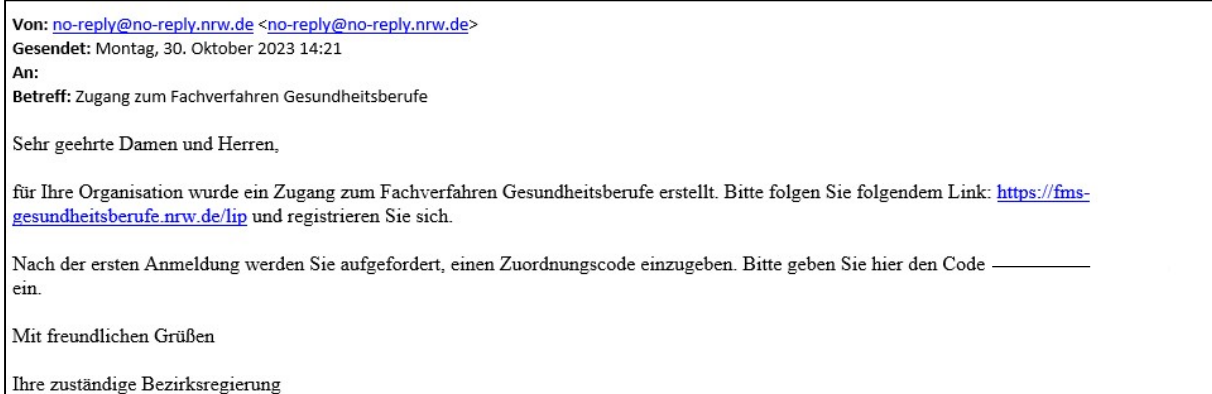 Von: no-reply@no-reply.nrw.de <no-reply@no-reply.nrw.de>
Gesendet: Montag, 30. Oktober 2023 14:21
An:
Betreff: Zugang zum Fachverfahren Gesundheitsberufe
Sehr geehrte Damen und Herren,
für Ihre Organisation wurde ein Zugang zum Fachverfahren Gesundheitsberufe erstellt. Bitte folgen Sie folgendem Link: https://fms-
gesundheitsberufe.nrw.de/lip und registrieren Sie sich.
Nach der ersten Anmeldung werden Sie aufgefordert, einen Zuordnungscode einzugeben. Bitte geben Sie hier den Code
ein.
Mit freundlichen Grüßen
Ihre zuständige Bezirksregierung